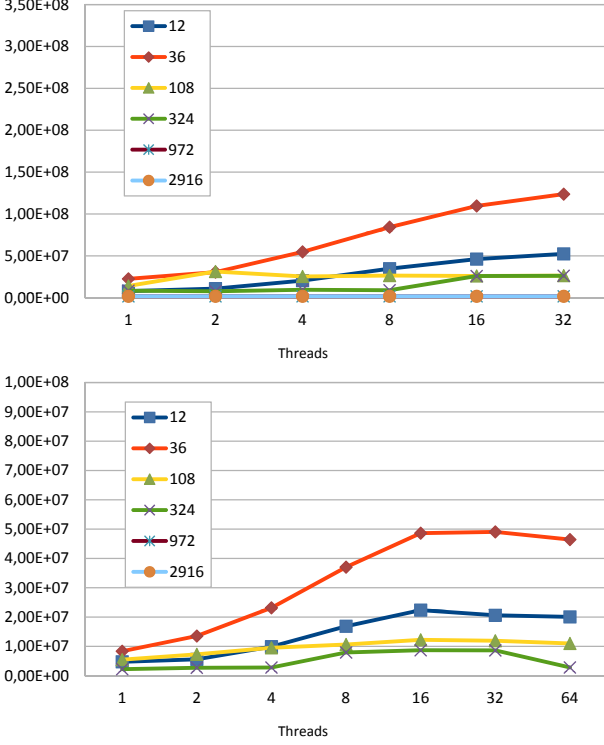 3,50E+08
3,00E+08
2,50E+08
2,00E+08
1,50E+08
1,00E+08
5,00E+07
0,00E+00
12
36
108
324
972
2916
1 2 4 8 16 32
Threads
1,00E+08
9,00E+07
8,00E+07
7,00E+07
6,00E+07
5,00E+07
4,00E+07
3,00E+07
2,00E+07
1,00E+07
0,00E+00
12
36
108
324
972
2916
1 2 4 8 16 32 64
Threads